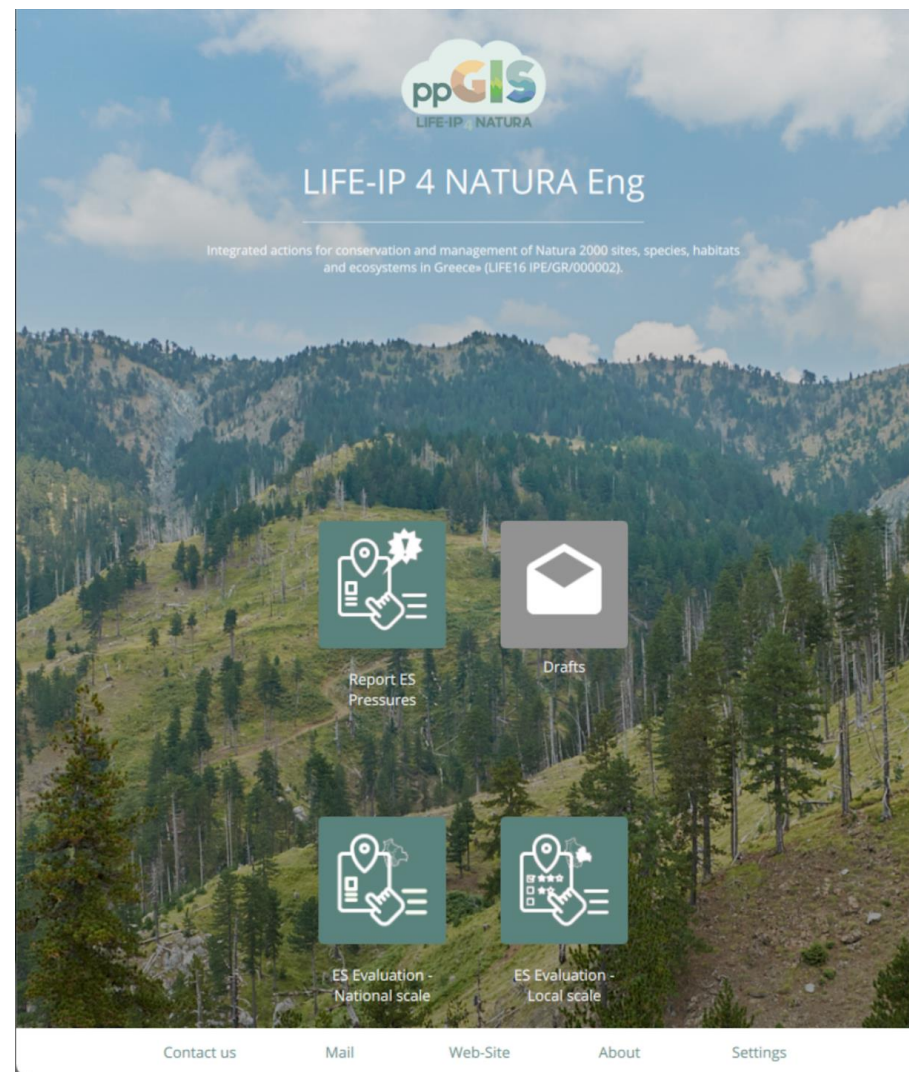 ppGIS
LIFE-IP 4 NATURA
LIFE-IP 4 NATURA Eng
Integrated actions for conservation and management of Natura 2000 sites, species, habitats
and ecosystems in Greece» (LIFE16 IPE/GR/000002).
Report ES
Pressures
Drafts
ES Evaluation -
National scale
ES Evaluation -
Local scale
Contact us
Mail
Web-Site
About
Settings